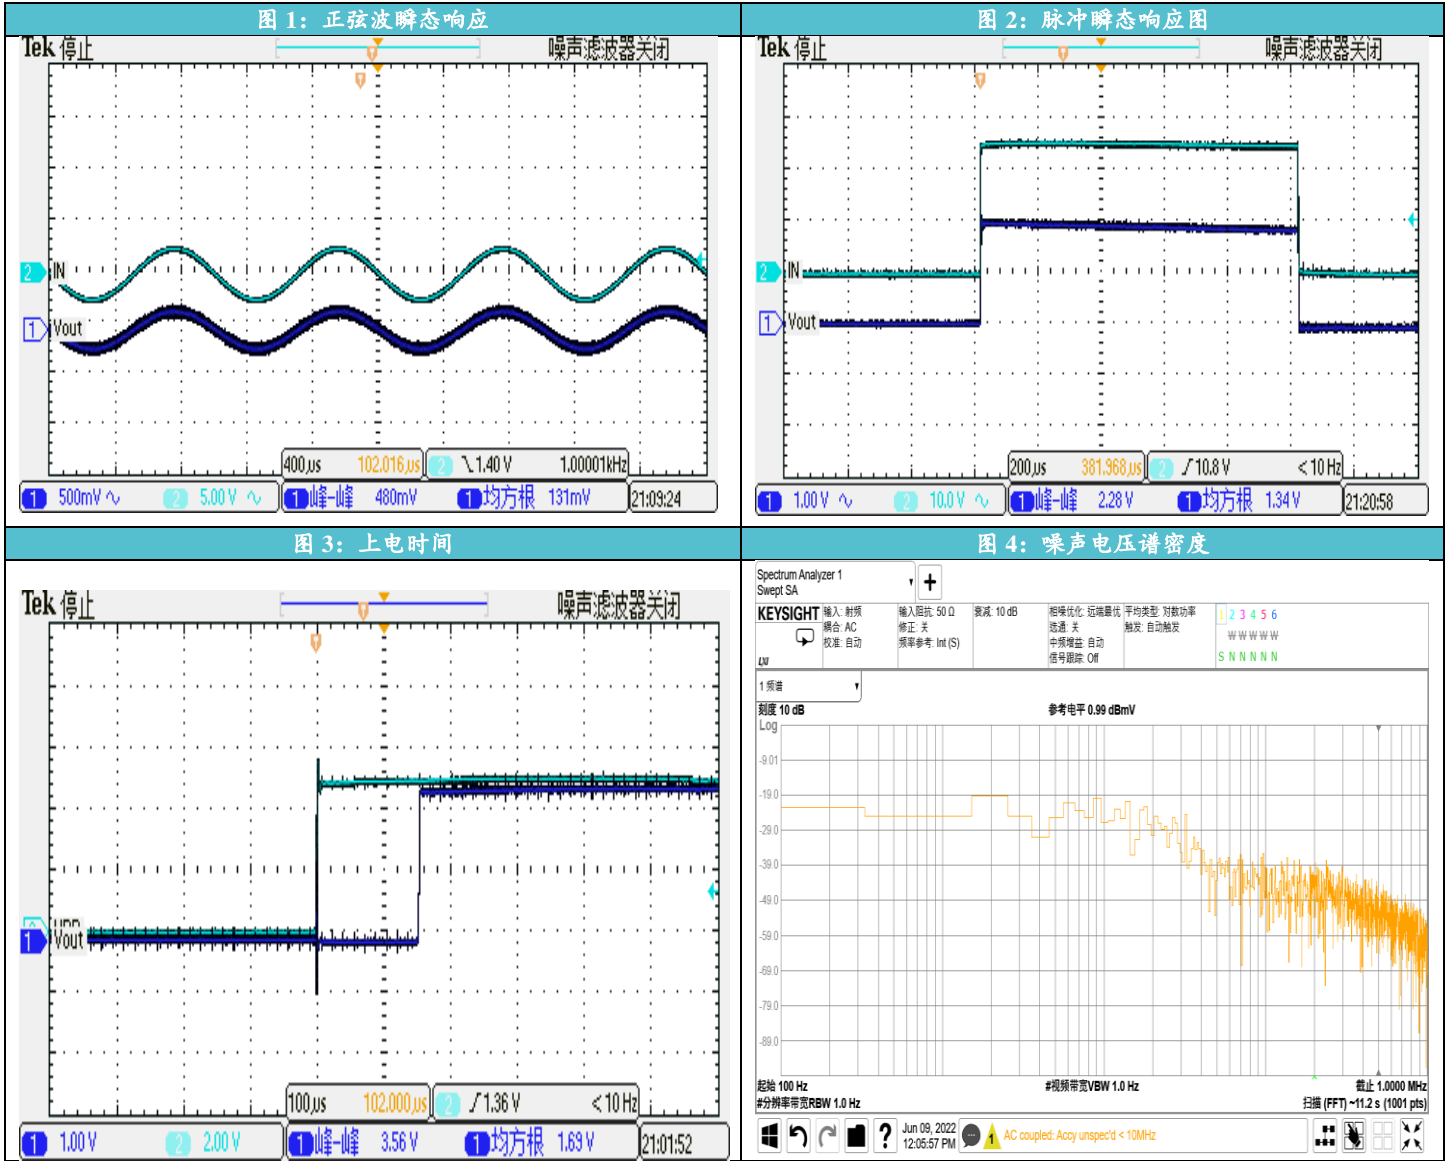 图 1：正弦波瞬态响应
Tek 停止 噪声滤波器关闭
2 IN
1 Vout
400µs 102.016µs 2 1.40 V 1.00001kHz
1 500mV 2 5.00 V 1 峰-峰 480mV 1 均方根 131mV 21:09:24
图 2：脉冲瞬态响应图
Tek 停止 噪声滤波器关闭
2 IN
1 Vout
200µs 381.968µs 2 10.8 V < 10 Hz
1 1.00 V 2 10.0 V 1 峰-峰 2.28 V 1 均方根 1.34 V 21:20:58
图 3：上电时间
Tek 停止 噪声滤波器关闭
1 Vout
100µs 102.000µs 2 1.36 V < 10 Hz
1 1.00 V 2 2.00 V 1 峰-峰 3.56 V 1 均方根 1.69 V 21:01:52
图 4：噪声电压谱密度
Spectrum Analyzer 1
Swept SA
+
KEYSIGHT 输入: 射频 输入阻抗: 50 Ω 衰减: 10 dB 相噪优化: 远端最优 平均类型: 对数功率 1 2 3 4 5 6
耦合: AC 修正: 关 选通: 关 触发: 自动触发
校准: 自动 频率参考: Int (S) 中频增益: 自动 W W W W W
LXI 信号跟踪: Off S N N N N N
1 频谱
刻度 10 dB 参考电平 0.99 dBmV
Log
-9.01
-19.0
-29.0
-39.0
-49.0
-59.0
-69.0
-79.0
-89.0
起始 100 Hz #视频带宽VBW 1.0 Hz 截止 1.0000 MHz
#分辨率带宽RBW 1.0 Hz 扫描 (FFT) ~11.2 s (1001 pts)
? Jun 09, 2022
12:05:57 PM
1 AC coupled: Accy unspec'd < 10MHz